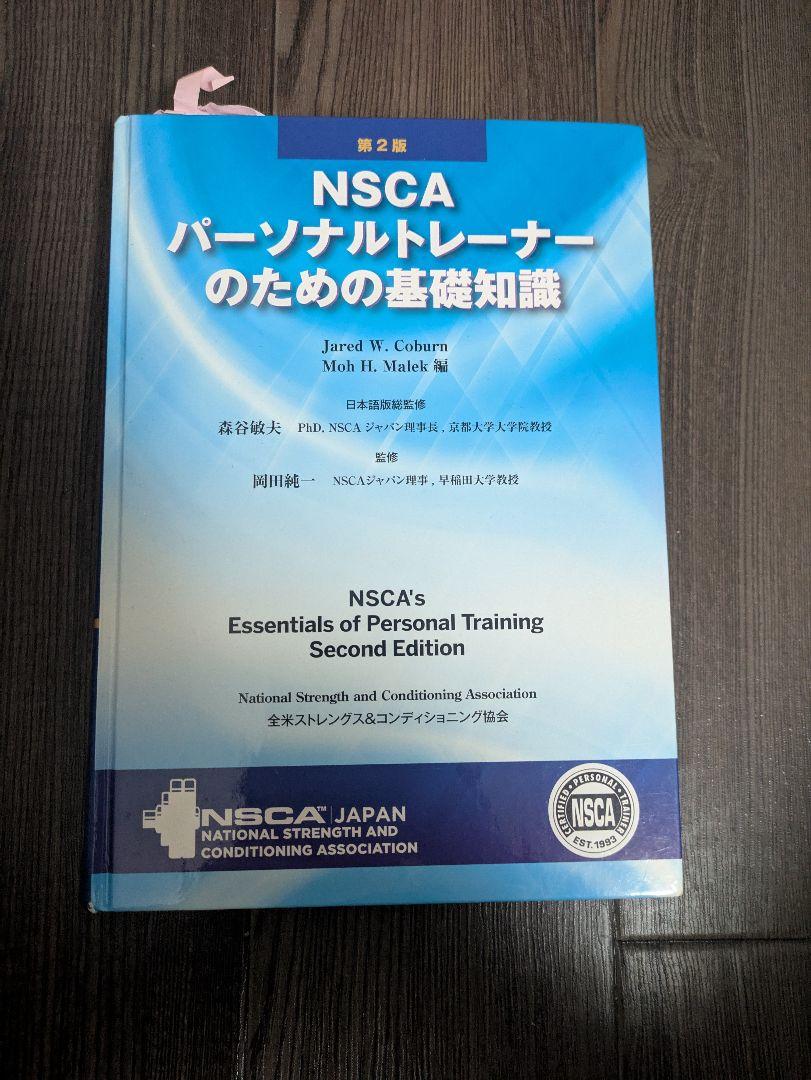 第2版
NSCA
パーソナルトレーナー
のための基礎知識
Jared W. Coburn
Moh H. Malek 編
日本語版総監修
森谷敏夫 PhD, NSCA ジャパン理事長, 京都大学大学院教授
監修
岡田純一 NSCAジャパン理事, 早稲田大学教授
NSCA's
Essentials of Personal Training
Second Edition
National Strength and Conditioning Association
全米ストレングス&コンディショニング協会
NSCA™ | JAPAN
NATIONAL STRENGTH AND
CONDITIONING ASSOCIATION
CERTIFIED • PERSONAL • TRAINER
NSCA
EST. 1993